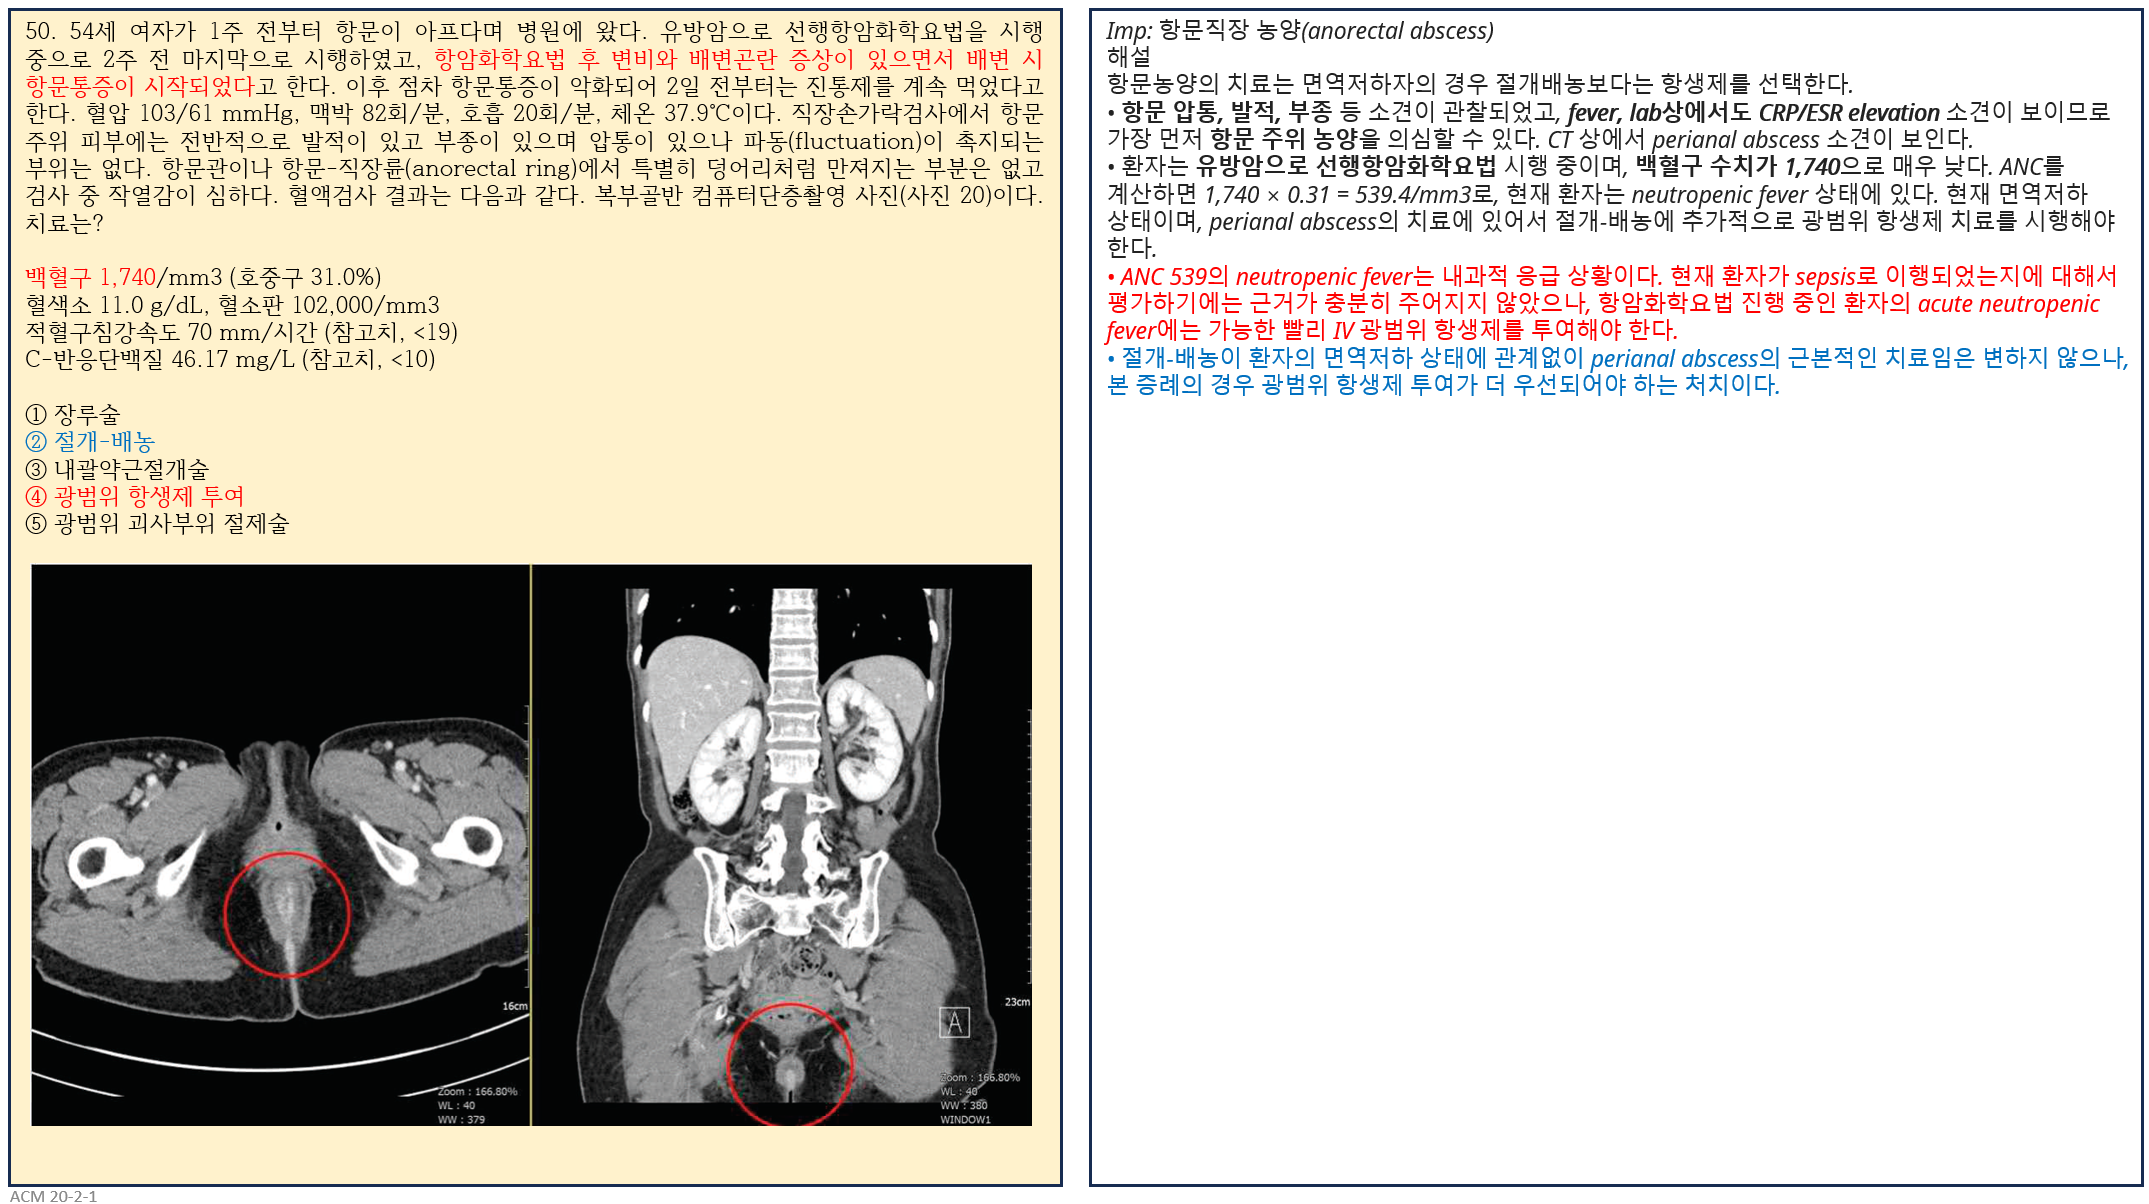 50. 54세 여자가 1주 전부터 항문이 아프다며 병원에 왔다. 유방암으로 선행항암화학요법을 시행
중으로 2주 전 마지막으로 시행하였고, 항암화학요법 후 변비와 배변곤란 증상이 있으면서 배변 시
항문통증이 시작되었다고 한다. 이후 점차 항문통증이 악화되어 2일 전부터는 진통제를 계속 먹었다고
한다. 혈압 103/61 mmHg, 맥박 82회/분, 호흡 20회/분, 체온 37.9℃이다. 직장손가락검사에서 항문
주위 피부에는 전반적으로 발적이 있고 부종이 있으며 압통이 있으나 파동(fluctuation)이 촉지되는
부위는 없다. 항문관이나 항문-직장륜(anorectal ring)에서 특별히 덩어리처럼 만져지는 부분은 없고
검사 중 작열감이 심하다. 혈액검사 결과는 다음과 같다. 복부골반 컴퓨터단층촬영 사진(사진 20)이다.
치료는?
백혈구 1,740/mm3 (호중구 31.0%)
혈색소 11.0 g/dL, 혈소판 102,000/mm3
적혈구침강속도 70 mm/시간 (참고치, <19)
C-반응단백질 46.17 mg/L (참고치, <10)
① 장루술
② 절개-배농
③ 내괄약근절개술
④ 광범위 항생제 투여
⑤ 광범위 괴사부위 절제술
16cm
Zoom : 166.80%
WL : 40
WW : 379
23cm
A
Zoom : 166.80%
WL : 40
WW : 380
WINDOW1
ACM 20-2-1
Imp: 항문직장 농양(anorectal abscess)
해설
항문농양의 치료는 면역저하자의 경우 절개배농보다는 항생제를 선택한다.
• 항문 압통, 발적, 부종 등 소견이 관찰되었고, fever, lab상에서도 CRP/ESR elevation 소견이 보이므로
가장 먼저 항문 주위 농양을 의심할 수 있다. CT 상에서 perianal abscess 소견이 보인다.
• 환자는 유방암으로 선행항암화학요법 시행 중이며, 백혈구 수치가 1,740으로 매우 낮다. ANC를
계산하면 1,740 × 0.31 = 539.4/mm3로, 현재 환자는 neutropenic fever 상태에 있다. 현재 면역저하
상태이며, perianal abscess의 치료에 있어서 절개-배농에 추가적으로 광범위 항생제 치료를 시행해야
한다.
• ANC 539의 neutropenic fever는 내과적 응급 상황이다. 현재 환자가 sepsis로 이행되었는지에 대해서
평가하기에는 근거가 충분히 주어지지 않았으나, 항암화학요법 진행 중인 환자의 acute neutropenic
fever에는 가능한 빨리 IV 광범위 항생제를 투여해야 한다.
• 절개-배농이 환자의 면역저하 상태에 관계없이 perianal abscess의 근본적인 치료임은 변하지 않으나,
본 증례의 경우 광범위 항생제 투여가 더 우선되어야 하는 처치이다.